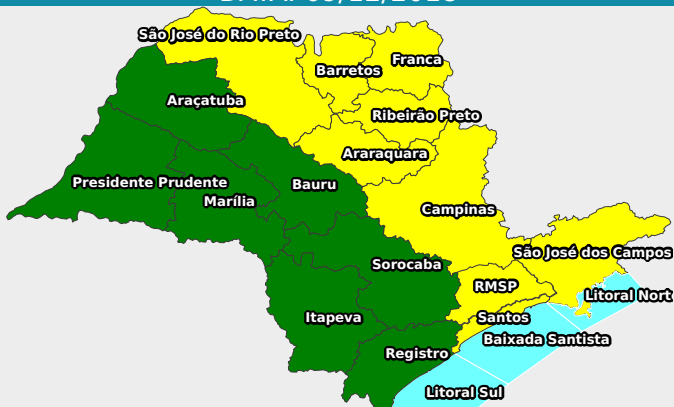 São José do Rio Preto
Franca
Barretos
Araçatuba
Ribeirão Preto
Araraquara
Presidente Prudente
Bauru
Marília
Campinas
São José dos Campos
Sorocaba
RMSP
Litoral Nort
Itapeva
Santos
Baixada Santista
Registro
Litoral Sul